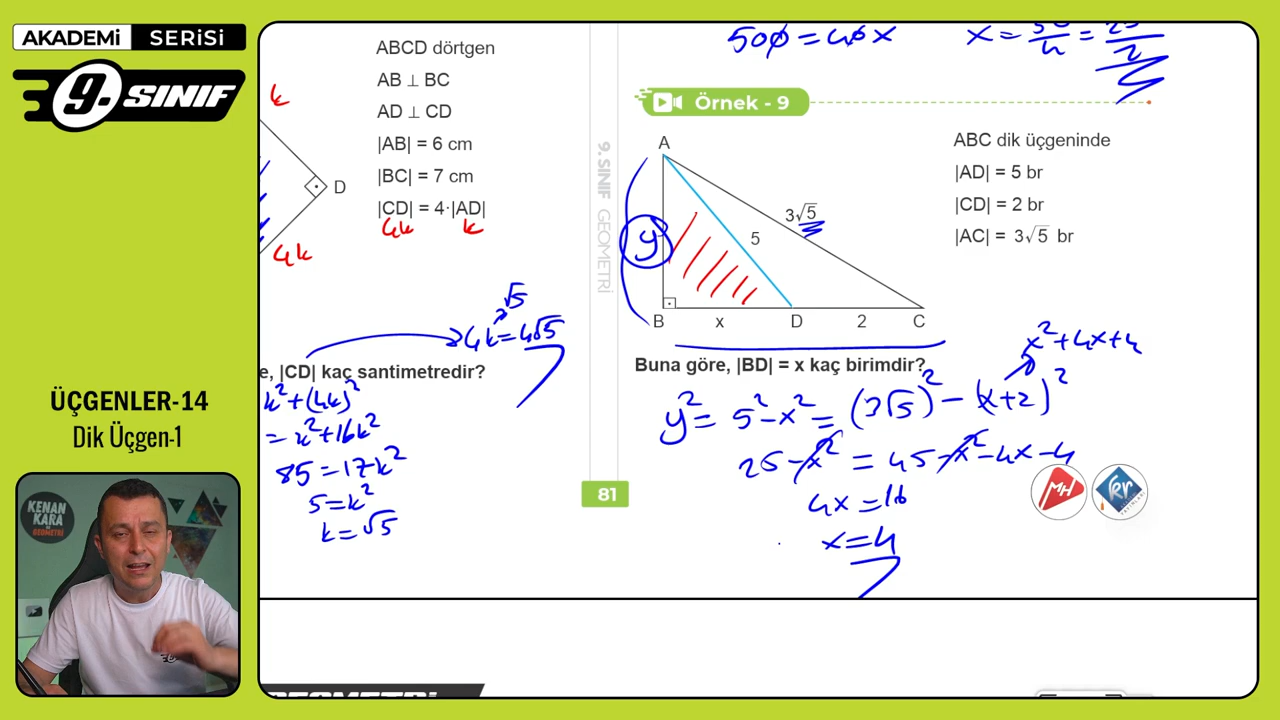 AKADEMi SERiSi
9. SINIF
ÜÇGENLER-14
Dik Üçgen-1
KENAN
KARA
GEOMETRİ
k
D
4k
ABCD dörtgen
AB ⊥ BC
AD ⊥ CD
|AB| = 6 cm
|BC| = 7 cm
|CD| = 4·|AD|
4k k
√5
4k = 4√5
e, |CD| kaç santimetredir?
k² + (4k)²
= k² + 16k²
85 = 17k²
5 = k²
k = √5
9. SINIF GEOMETRİ
81
500 = 40x
Örnek - 9
A
y
3√5
5
B x D 2 C
ABC dik üçgeninde
|AD| = 5 br
|CD| = 2 br
|AC| = 3√5 br
x² + 4x + 4
Buna göre, |BD| = x kaç birimdir?
y² = 5² - x² = (3√5)² - (x+2)²
25 - x² = 45 - x² - 4x - 4
4x = 16
x = 4
MH